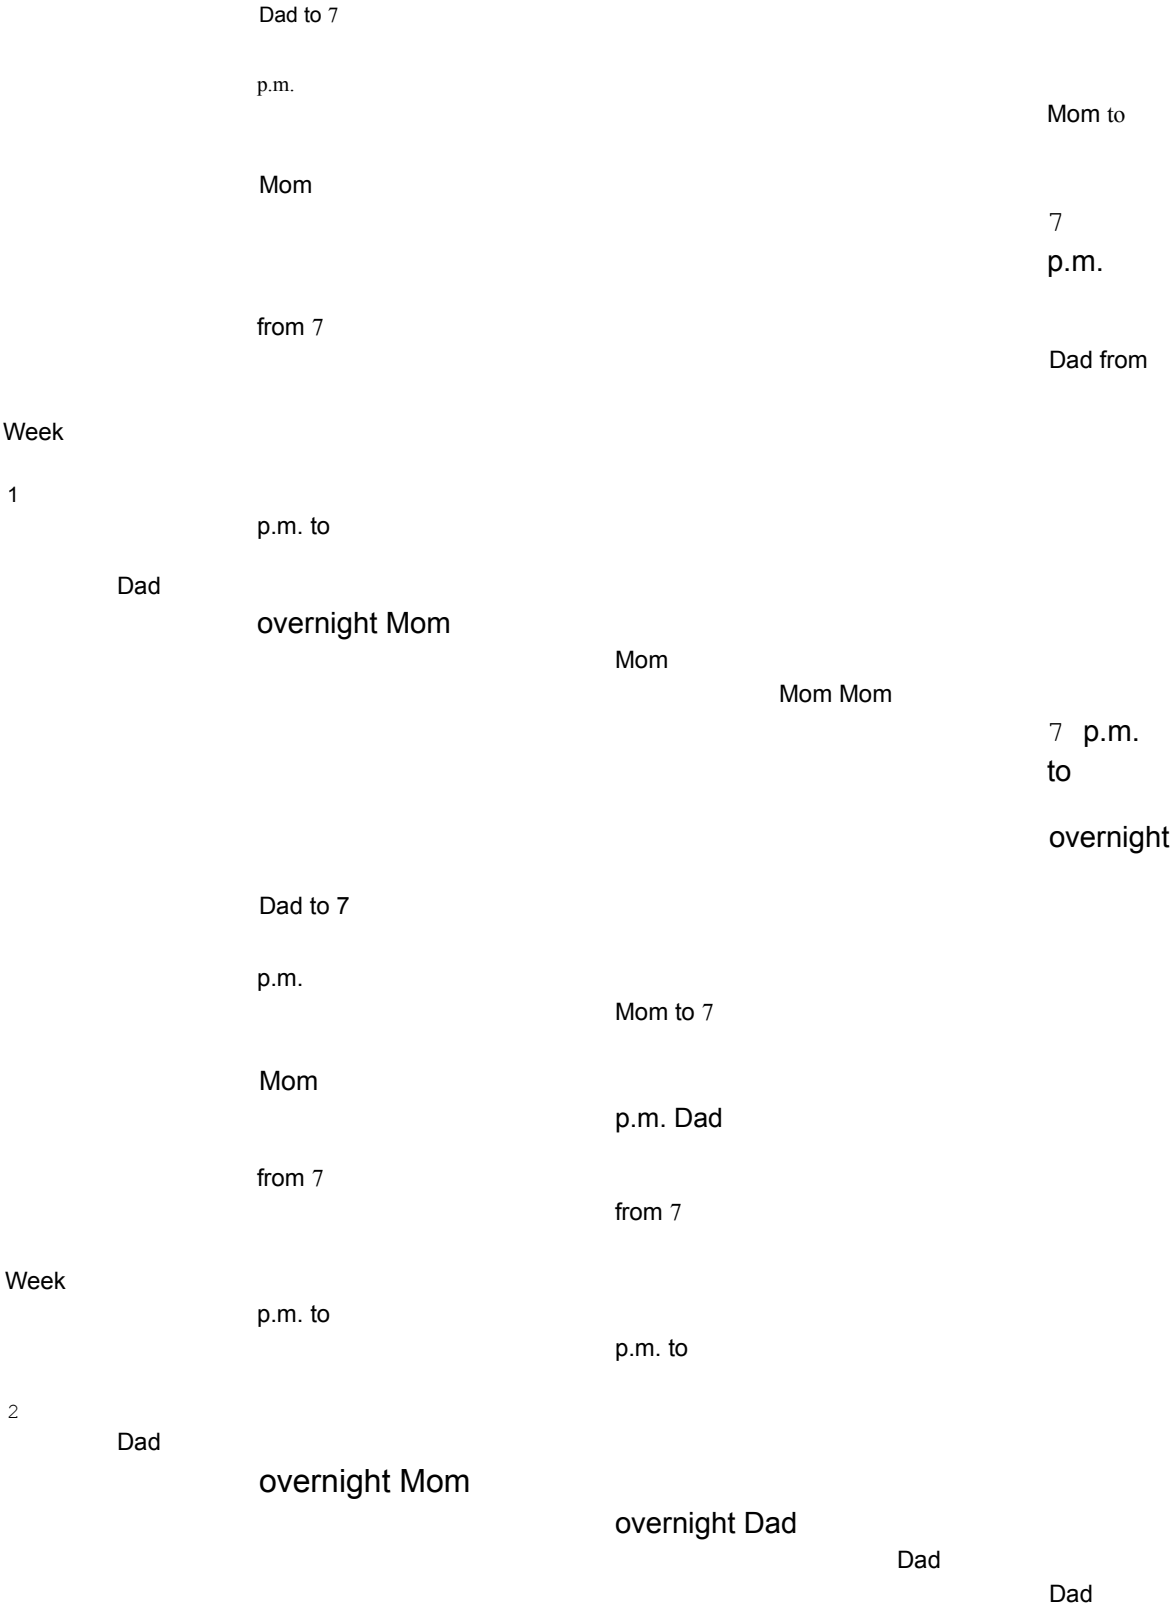 Dad to 7
p.m.
Mom to
Mom
7
p.m.
from 7
Dad from
Week
1
p.m. to
Dad
overnight Mom
Mom
Mom Mom
7 p.m.
to
overnight
Dad to 7
p.m.
Mom to 7
Mom
p.m. Dad
from 7
from 7
Week
p.m. to
p.m. to
2
Dad
overnight Mom
overnight Dad
Dad
Dad